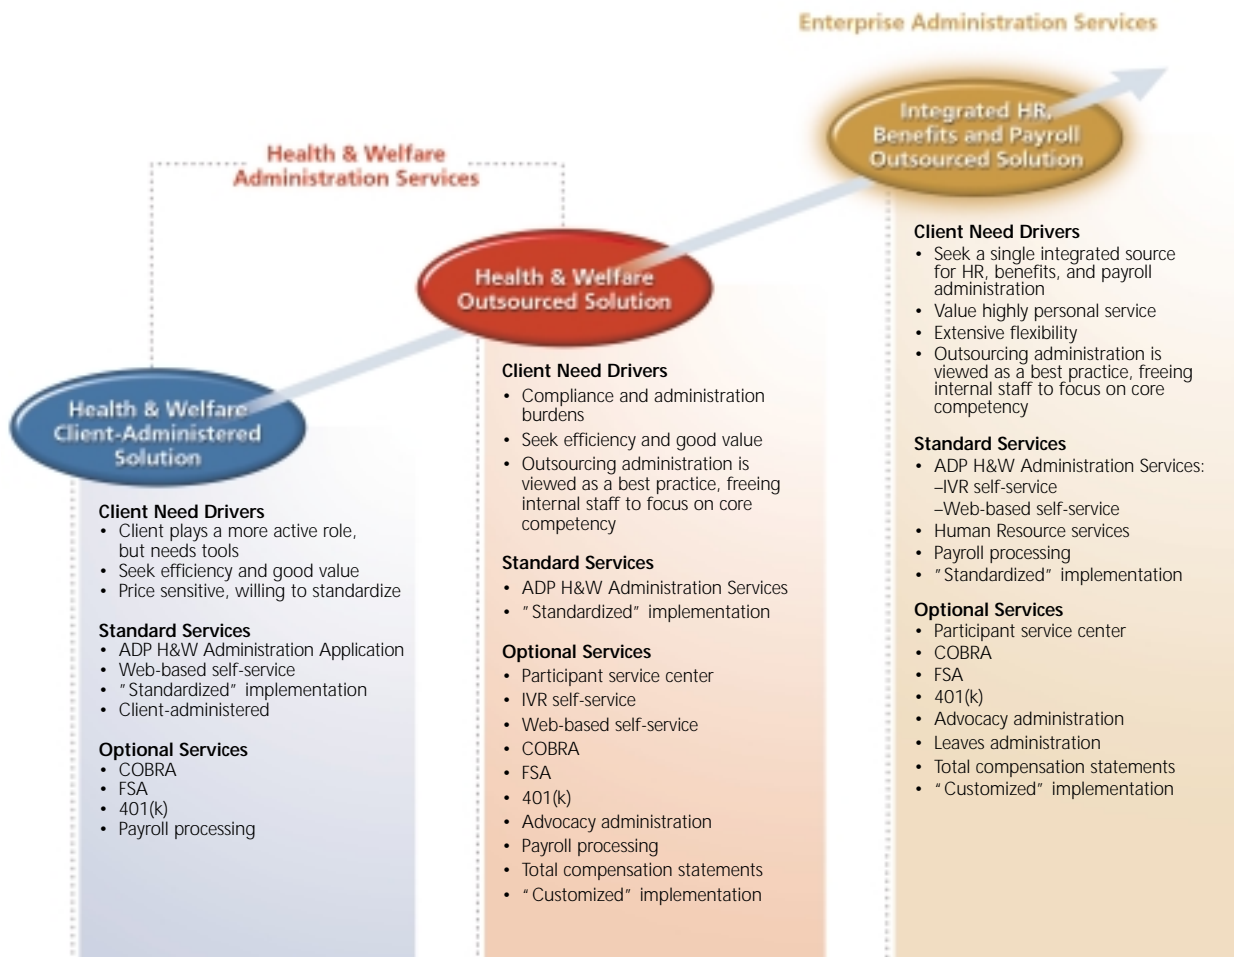 Enterprise Administration Services
Integrated HR,
Benefits and Payroll
Outsourced Solution
Health & Welfare
Administration Services
Health & Welfare
Outsourced Solution
Health & Welfare
Client-Administered
Solution
Client Need Drivers
• Client plays a more active role,
but needs tools
• Seek efficiency and good value
• Price sensitive, willing to standardize
Standard Services
• ADP H&W Administration Application
• Web-based self-service
• "Standardized" implementation
• Client-administered
Optional Services
• COBRA
• FSA
• 401(k)
• Payroll processing
Client Need Drivers
• Compliance and administration
burdens
• Seek efficiency and good value
• Outsourcing administration is
viewed as a best practice, freeing
internal staff to focus on core
competency
Standard Services
• ADP H&W Administration Services
• "Standardized" implementation
Optional Services
• Participant service center
• IVR self-service
• Web-based self-service
• COBRA
• FSA
• 401(k)
• Advocacy administration
• Payroll processing
• Total compensation statements
• "Customized" implementation
Client Need Drivers
• Seek a single integrated source
for HR, benefits, and payroll
administration
• Value highly personal service
• Extensive flexibility
• Outsourcing administration is
viewed as a best practice, freeing
internal staff to focus on core
competency
Standard Services
• ADP H&W Administration Services:
–IVR self-service
–Web-based self-service
• Human Resource services
• Payroll processing
• "Standardized" implementation
Optional Services
• Participant service center
• COBRA
• FSA
• 401(k)
• Advocacy administration
• Leaves administration
• Total compensation statements
• "Customized" implementation